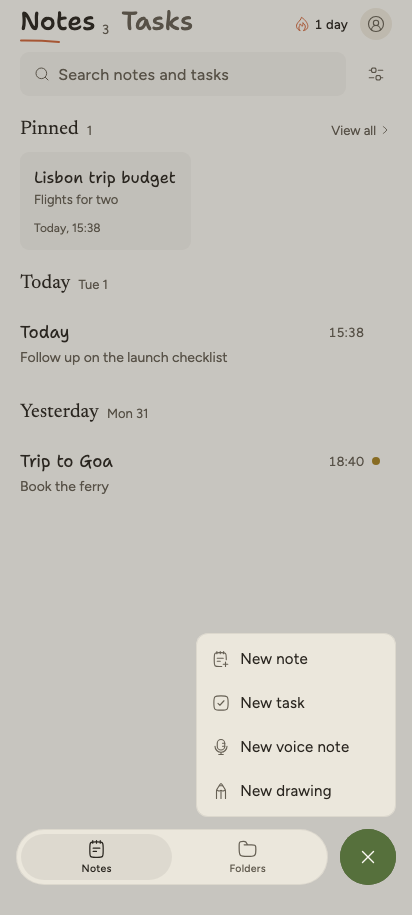 Notes 3 Tasks 1 day
Search notes and tasks
Pinned 1 View all
Lisbon trip budget
Flights for two
Today, 15:38
Today Tue 1
Today 15:38
Follow up on the launch checklist
Yesterday Mon 31
Trip to Goa 18:40
Book the ferry
New note
New task
New voice note
New drawing
Notes Folders